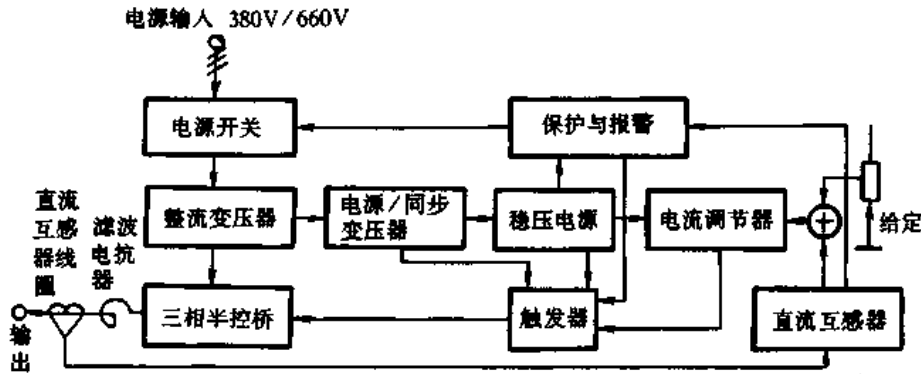 电源输入 380V/660V
电源开关
保护与报警
直流
互感
器线
圈
滤波
电抗
器
整流变压器
电源/同步
变压器
稳压电源
电流调节器
给定
三相半控桥
触发器
直流互感器
输
出